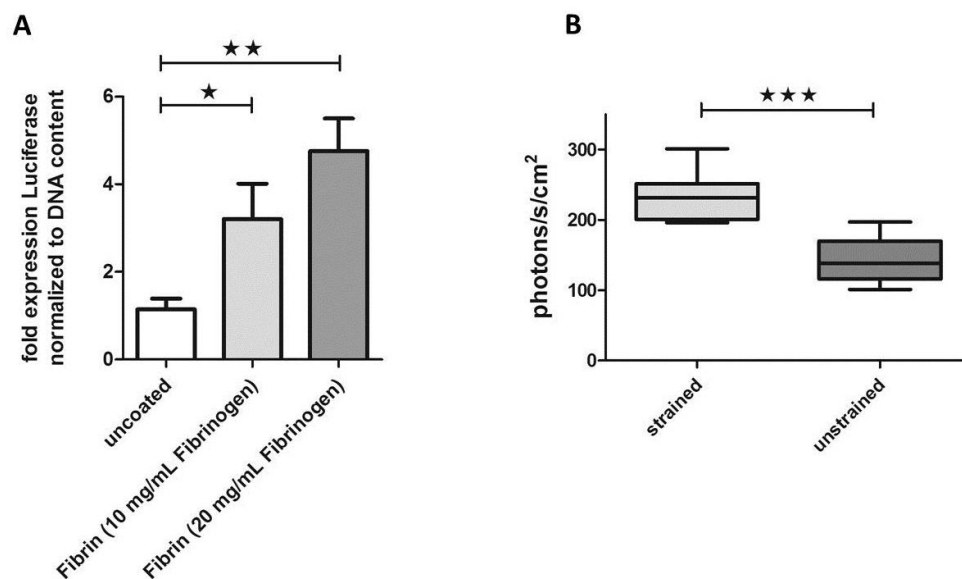 A
★★
★
fold expression Luciferase
normalized to DNA content
6
4
2
0
uncoated
Fibrin (10 mg/mL Fibrinogen)
Fibrin (20 mg/mL Fibrinogen)
B
★★★
photons/s/cm²
300
200
100
0
strained
unstrained